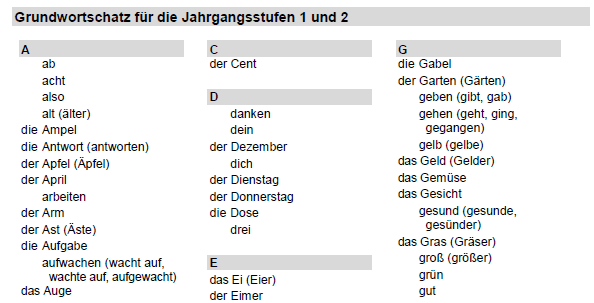 Grundwortschatz für die Jahrgangsstufen 1 und 2
A
ab
acht
also
alt (älter)
die Ampel
die Antwort (antworten)
der Apfel (Äpfel)
der April
arbeiten
der Arm
der Ast (Äste)
die Aufgabe
aufwachen (wacht auf,
wachte auf, aufgewacht)
das Auge
C
der Cent
D
danken
dein
der Dezember
dich
der Dienstag
der Donnerstag
die Dose
drei
E
das Ei (Eier)
der Eimer
G
die Gabel
der Garten (Gärten)
geben (gibt, gab)
gehen (geht, ging,
gegangen)
gelb (gelbe)
das Geld (Gelder)
das Gemüse
das Gesicht
gesund (gesunde,
gesünder)
das Gras (Gräser)
groß (größer)
grün
gut